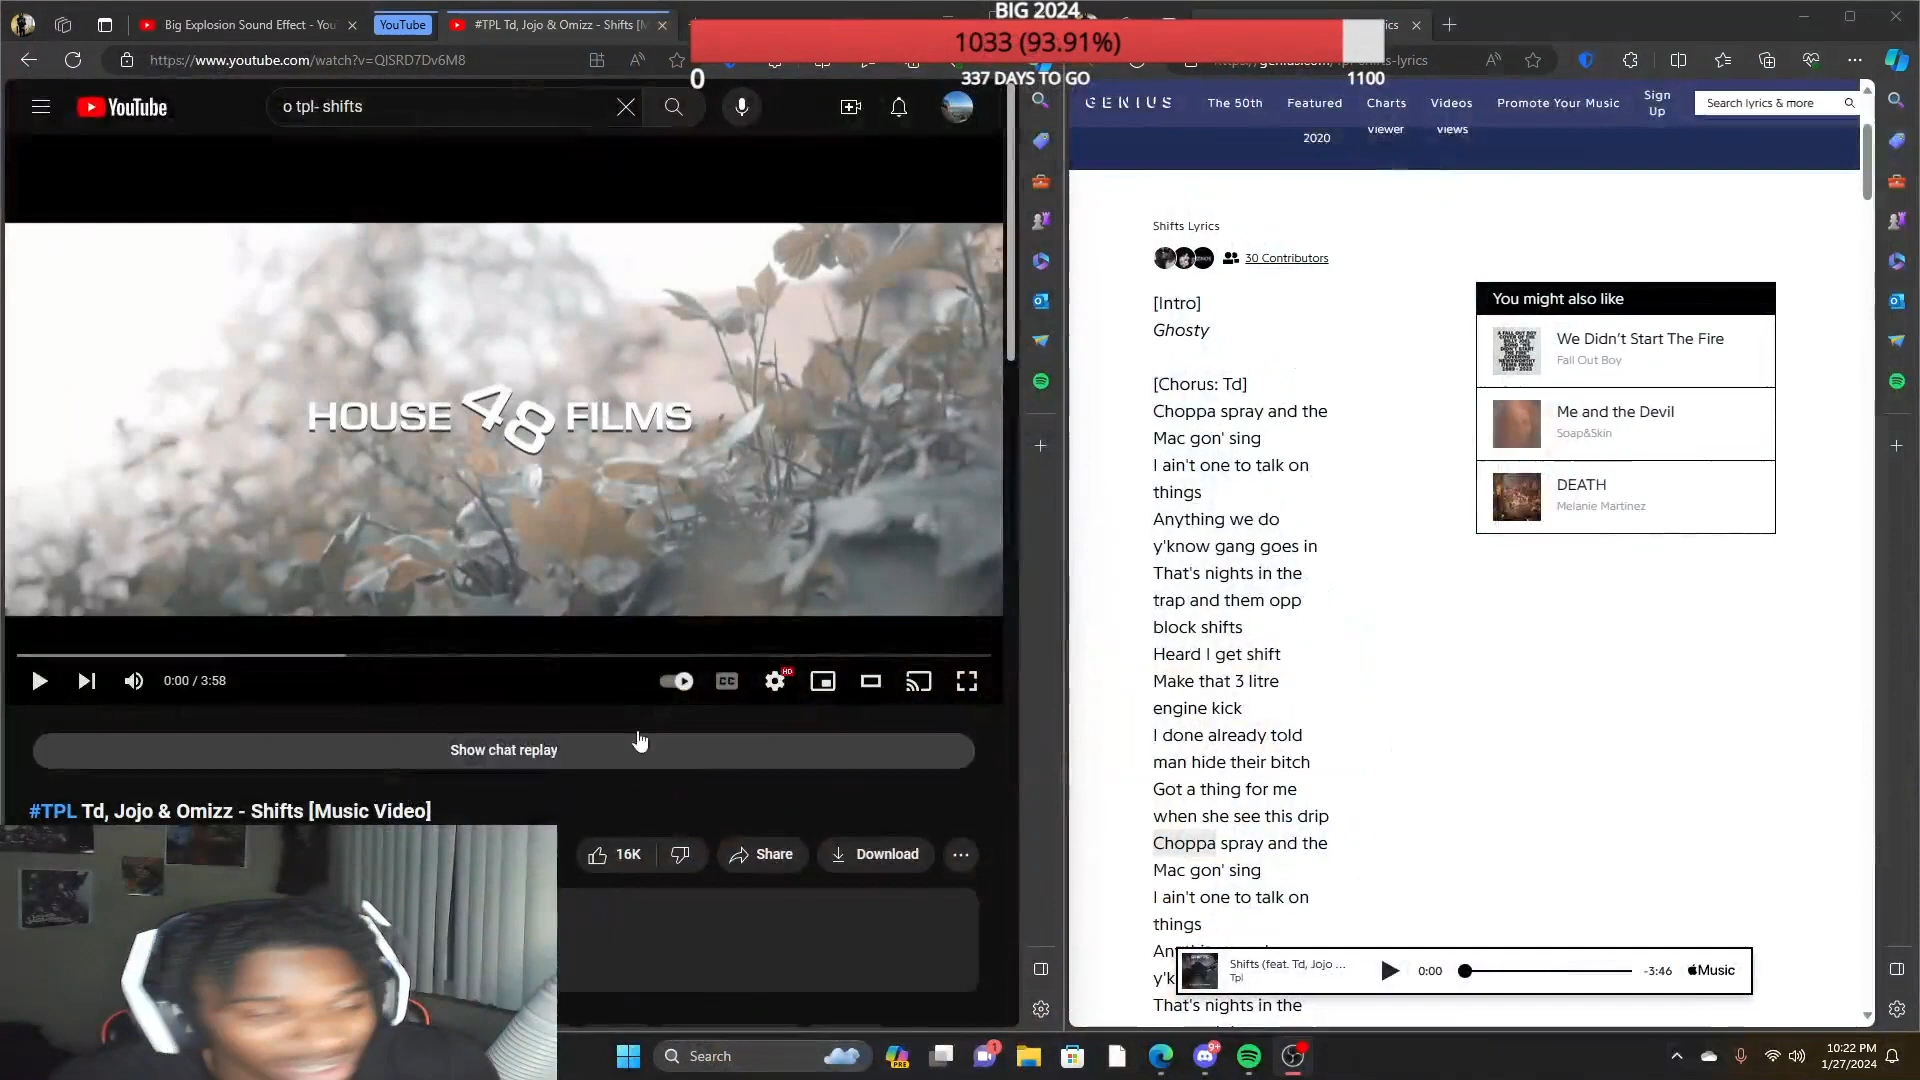 Big Explosion Sound Effect - You
YouTube
#TPL Td, Jojo & Omizz - Shifts [M
BIG 2024
1033 (93.91%)
0
337 DAYS TO GO
1100
https://www.youtube.com/watch?v=QISRD7Dv6M8
YouTube
o tpl- shifts
HOUSE 48 FILMS
0:00 / 3:58
CC
HD
Show chat replay
#TPL Td, Jojo & Omizz - Shifts [Music Video]
16K
Share
Download
GENIUS
The 50th
Featured
Charts
Videos
Promote Your Music
Sign
Up
Search lyrics & more
2020
viewer
views
Shifts Lyrics
30 Contributors
[Intro]
Ghosty
[Chorus: Td]
Choppa spray and the
Mac gon' sing
I ain't one to talk on
things
Anything we do
y'know gang goes in
That's nights in the
trap and them opp
block shifts
Heard I get shift
Make that 3 litre
engine kick
I done already told
man hide their bitch
Got a thing for me
when she see this drip
Choppa spray and the
Mac gon' sing
I ain't one to talk on
things
That's nights in the
You might also like
We Didn't Start The Fire
Fall Out Boy
Me and the Devil
Soap&Skin
DEATH
Melanie Martinez
Shifts (feat. Td, Jojo ...
Tpl
0:00
-3:46
Music
Search
PRE
1
9+
10:22 PM
1/27/2024